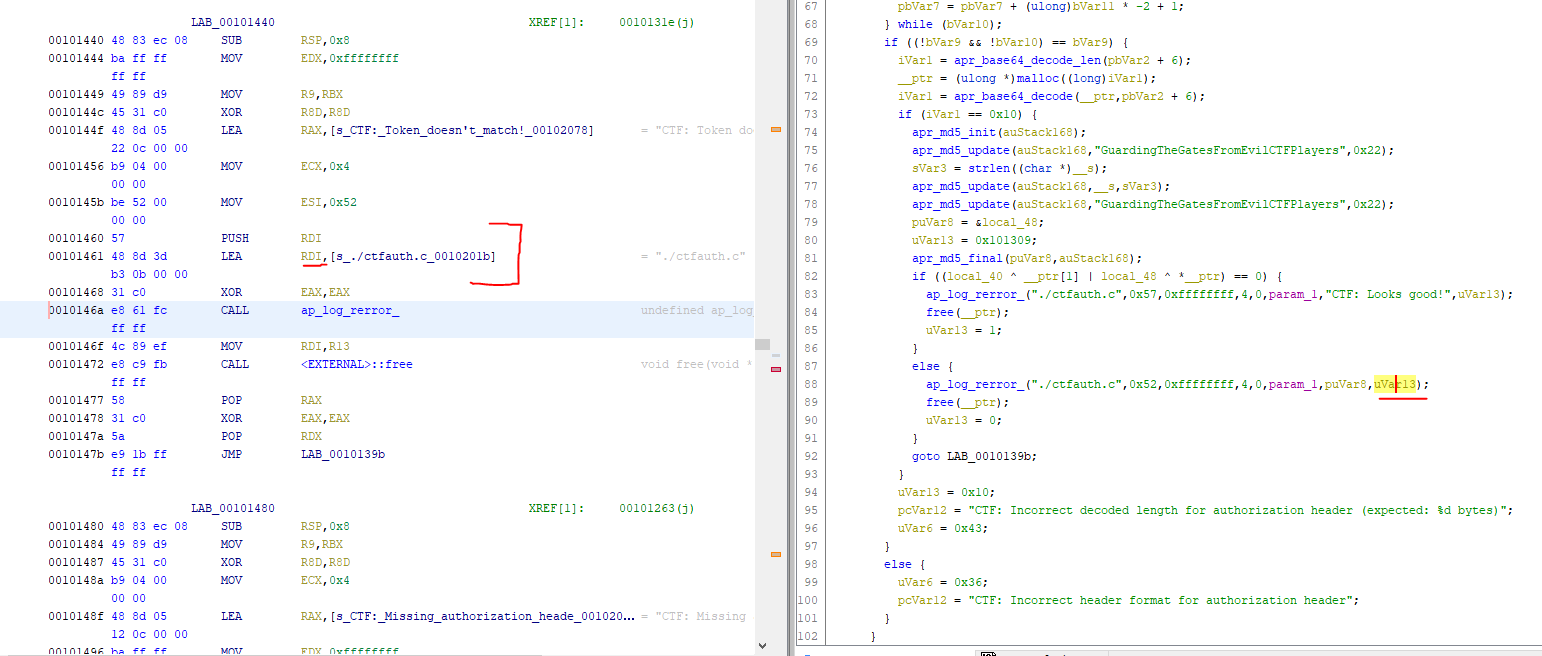 LAB_00101440 XREF[1]: 0010131e(j)
00101440 48 83 ec 08 SUB RSP,0x8
00101444 ba ff ff MOV EDX,0xffffffff
ff ff
00101449 49 89 d9 MOV R9,RBX
0010144c 45 31 c0 XOR R8D,R8D
0010144f 48 8d 05 LEA RAX,[s_CTF:_Token_doesn't_match!_00102078] = "CTF: Token do
22 0c 00 00
00101456 b9 04 00 MOV ECX,0x4
00 00
0010145b be 52 00 MOV ESI,0x52
00 00
00101460 57 PUSH RDI
00101461 48 8d 3d LEA RDI,[s_./ctfauth.c_0010201b] = "./ctfauth.c"
b3 0b 00 00
00101468 31 c0 XOR EAX,EAX
0010146a e8 61 fc CALL ap_log_rerror_ undefined ap_log
ff ff
0010146f 4c 89 ef MOV RDI,R13
00101472 e8 c9 fb CALL <EXTERNAL>::free void free(void *
ff ff
00101477 58 POP RAX
00101478 31 c0 XOR EAX,EAX
0010147a 5a POP RDX
0010147b e9 1b ff JMP LAB_0010139b
ff ff
LAB_00101480 XREF[1]: 00101263(j)
00101480 48 83 ec 08 SUB RSP,0x8
00101484 49 89 d9 MOV R9,RBX
00101487 45 31 c0 XOR R8D,R8D
0010148a b9 04 00 MOV ECX,0x4
00 00
0010148f 48 8d 05 LEA RAX,[s_CTF:_Missing_authorization_heade_001020... = "CTF: Missing
12 0c 00 00
00101496 ba ff ff MOV EDX,0xffffffff
67 pbVar7 = pbVar7 + (ulong)bVar11 * -2 + 1;
68 } while (bVar10);
69 if ((!bVar9 && !bVar10) == bVar9) {
70 iVar1 = apr_base64_decode_len(pbVar2 + 6);
71 __ptr = (ulong *)malloc((long)iVar1);
72 iVar1 = apr_base64_decode(__ptr,pbVar2 + 6);
73 if (iVar1 == 0x10) {
74 apr_md5_init(auStack168);
75 apr_md5_update(auStack168,"GuardingTheGatesFromEvilCTFPlayers",0x22);
76 sVar3 = strlen((char *)__s);
77 apr_md5_update(auStack168,__s,sVar3);
78 apr_md5_update(auStack168,"GuardingTheGatesFromEvilCTFPlayers",0x22);
79 puVar8 = &local_48;
80 uVar13 = 0x101309;
81 apr_md5_final(puVar8,auStack168);
82 if ((local_40 ^ __ptr[1] | local_48 ^ *__ptr) == 0) {
83 ap_log_rerror_("./ctfauth.c",0x57,0xffffffff,4,0,param_1,"CTF: Looks good!",uVar13);
84 free(__ptr);
85 uVar13 = 1;
86 }
87 else {
88 ap_log_rerror_("./ctfauth.c",0x52,0xffffffff,4,0,param_1,puVar8,uVar13);
89 free(__ptr);
90 uVar13 = 0;
91 }
92 goto LAB_0010139b;
93 }
94 uVar13 = 0x10;
95 pcVar12 = "CTF: Incorrect decoded length for authorization header (expected: %d bytes)";
96 uVar6 = 0x43;
97 }
98 else {
99 uVar6 = 0x36;
100 pcVar12 = "CTF: Incorrect header format for authorization header";
101 }
102 }